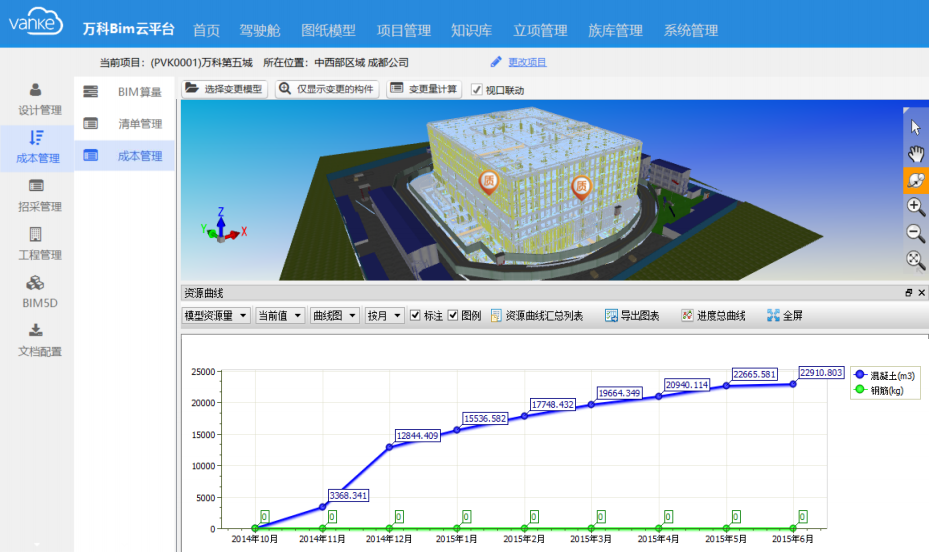 vanke 万科Bim云平台 首页 驾驶舱 图纸模型 项目管理 知识库 立项管理 族库管理 系统管理
当前项目：(PVK0001)万科第五城 所在位置：中西部区域 成都公司 更改项目
设计管理
成本管理
招采管理
工程管理
BIM5D
文档配置
BIM算量
清单管理
成本管理
选择变更模型 仅显示变更的构件 变更量计算 视口联动
质 质
Z
Y X
资源曲线
模型资源量 当前值 曲线图 按月 标注 图例 资源曲线汇总列表 导出图表 进度总曲线 全屏
25000
20000
15000
10000
5000
0
3368.341
12844.409
15536.582
17748.432
19664.349
20940.114
22665.581
22910.803
0 0 0 0 0 0 0 0 0
2014年10月 2014年11月 2014年12月 2015年1月 2015年2月 2015年3月 2015年4月 2015年5月 2015年6月
混凝土(m3)
钢筋(kg)